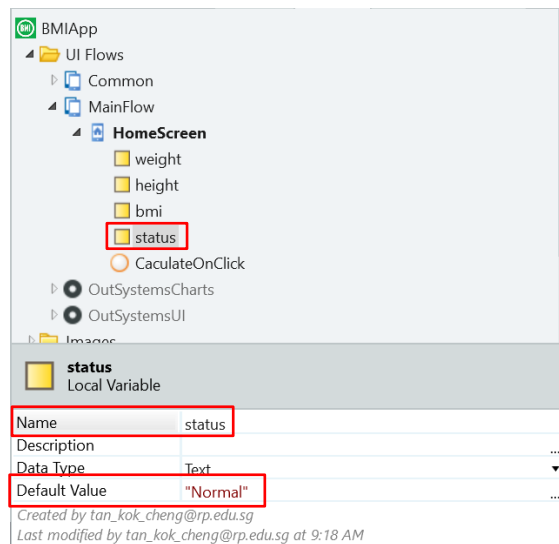 BMI BMIApp
UI Flows
Common
MainFlow
HomeScreen
weight
height
bmi
status
CaculateOnClick
OutSystemsCharts
OutSystemsUI
Images
status
Local Variable
Name status
Description ...
Data Type Text
Default Value "Normal" ...
Created by tan_kok_cheng@rp.edu.sg
Last modified by tan_kok_cheng@rp.edu.sg at 9:18 AM